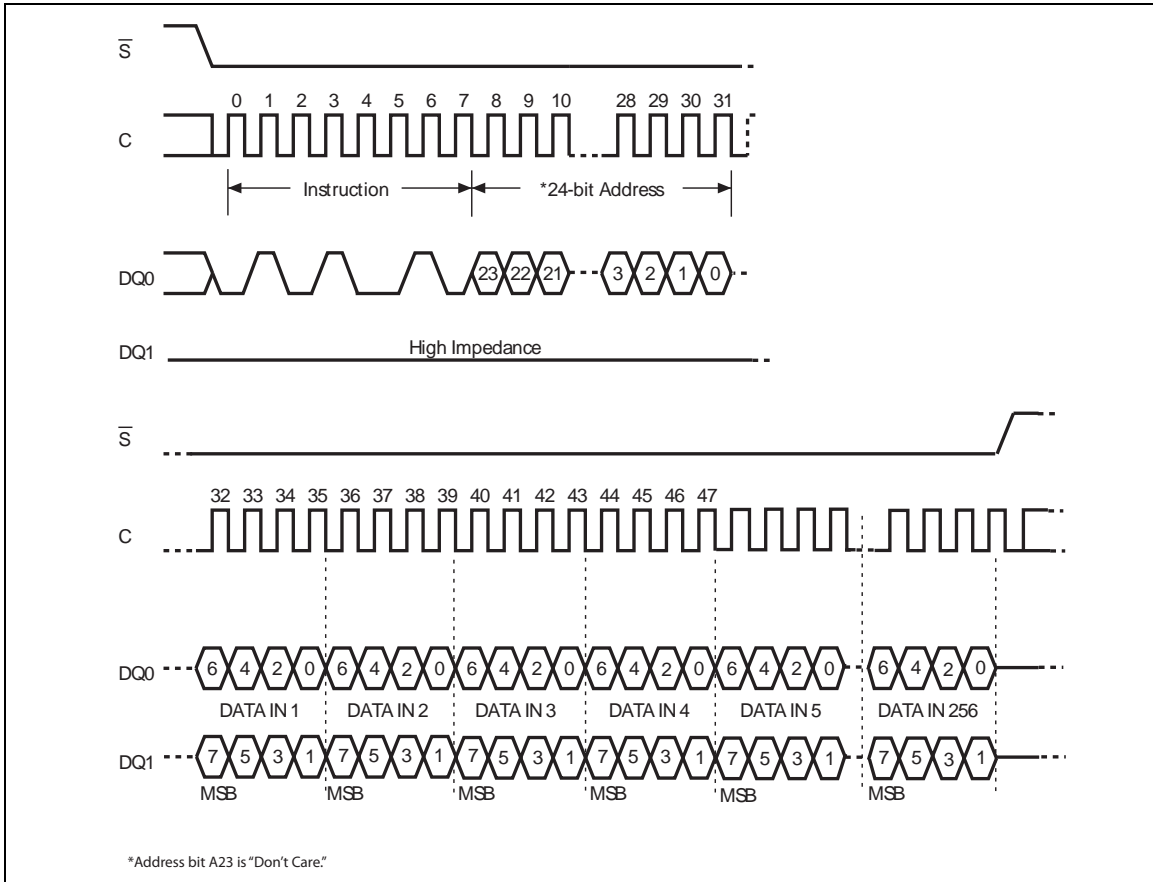 S
0 1 2 3 4 5 6 7 8 9 10 28 29 30 31
C
Instruction *24-bit Address
DQ0 23 22 21 3 2 1 0
High Impedance
DQ1
S
32 33 34 35 36 37 38 39 40 41 42 43 44 45 46 47
C
DQ0 6 4 2 0 6 4 2 0 6 4 2 0 6 4 2 0 6 4 2 0 6 4 2 0
DATA IN 1 DATA IN 2 DATA IN 3 DATA IN 4 DATA IN 5 DATA IN 256
DQ1 7 5 3 1 7 5 3 1 7 5 3 1 7 5 3 1 7 5 3 1 7 5 3 1
MSB MSB MSB MSB MSB MSB
*Address bit A23 is “Don’t Care.”